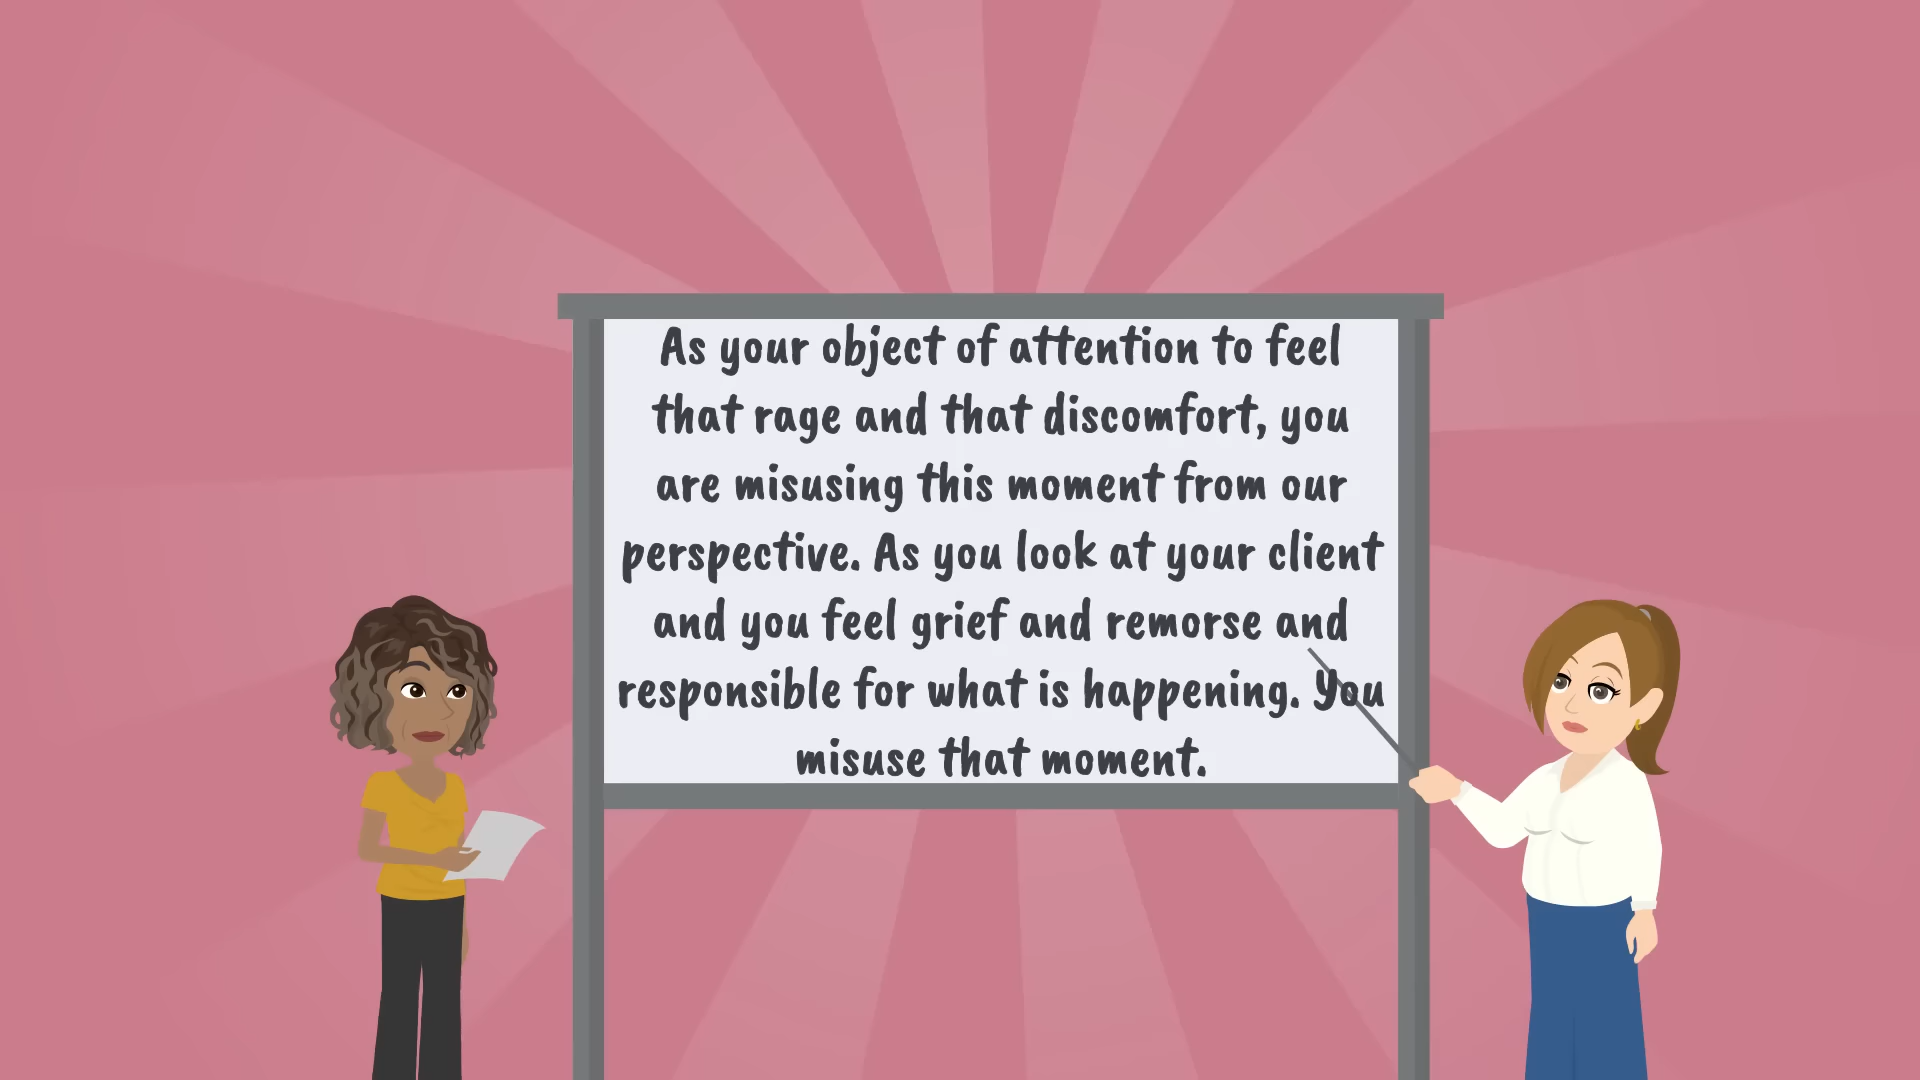 As your object of attention to feel
that rage and that discomfort, you
are misusing this moment from our
perspective. As you look at your client
and you feel grief and remorse and
responsible for what is happening. You
misuse that moment.